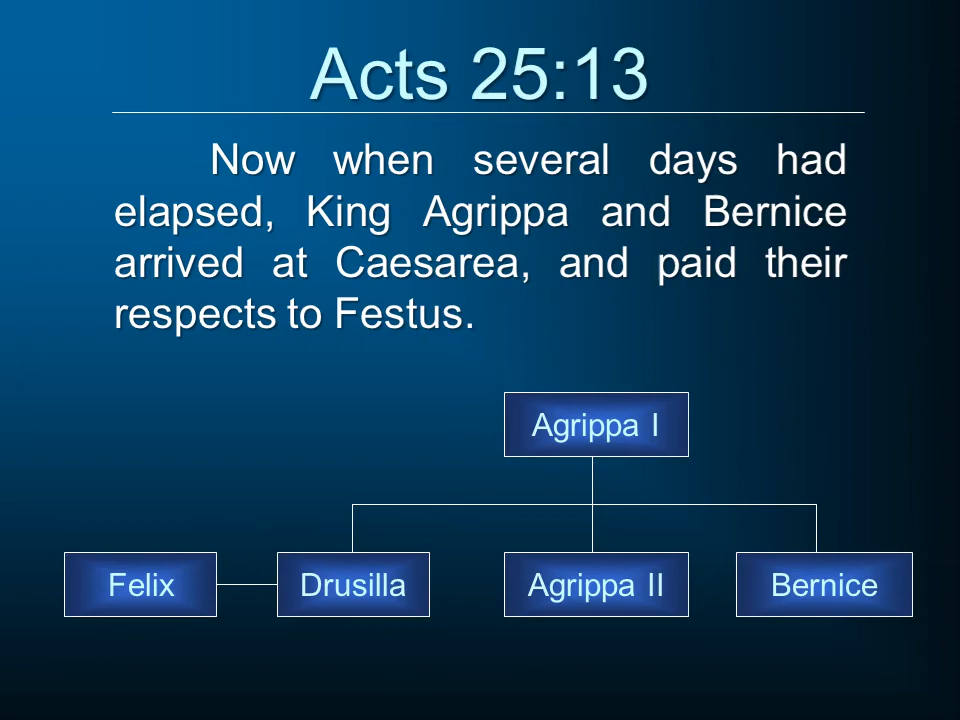 Acts 25:13
Now when several days had
elapsed, King Agrippa and Bernice
arrived at Caesarea, and paid their
respects to Festus.
Agrippa I
Felix
Drusilla
Agrippa II
Bernice